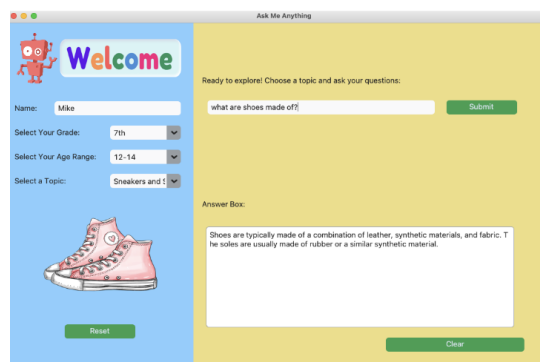 Ask Me Anything
Welcome
Name: Mike
Select Your Grade: 7th
Select Your Age Range: 12-14
Select a Topic: Sneakers and S
Reset
Ready to explore! Choose a topic and ask your questions:
what are shoes made of?
Submit
Answer Box:
Shoes are typically made of a combination of leather, synthetic materials, and fabric. T
he soles are usually made of rubber or a similar synthetic material.
Clear